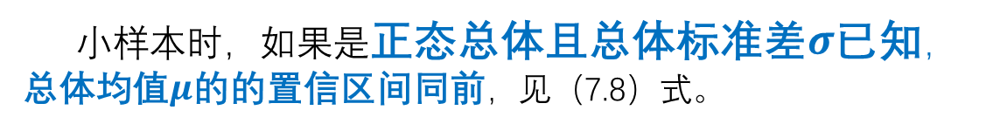 小样本时，如果是正态总体且总体标准差σ已知，
总体均值μ的的置信区间同前，见（7.8）式。